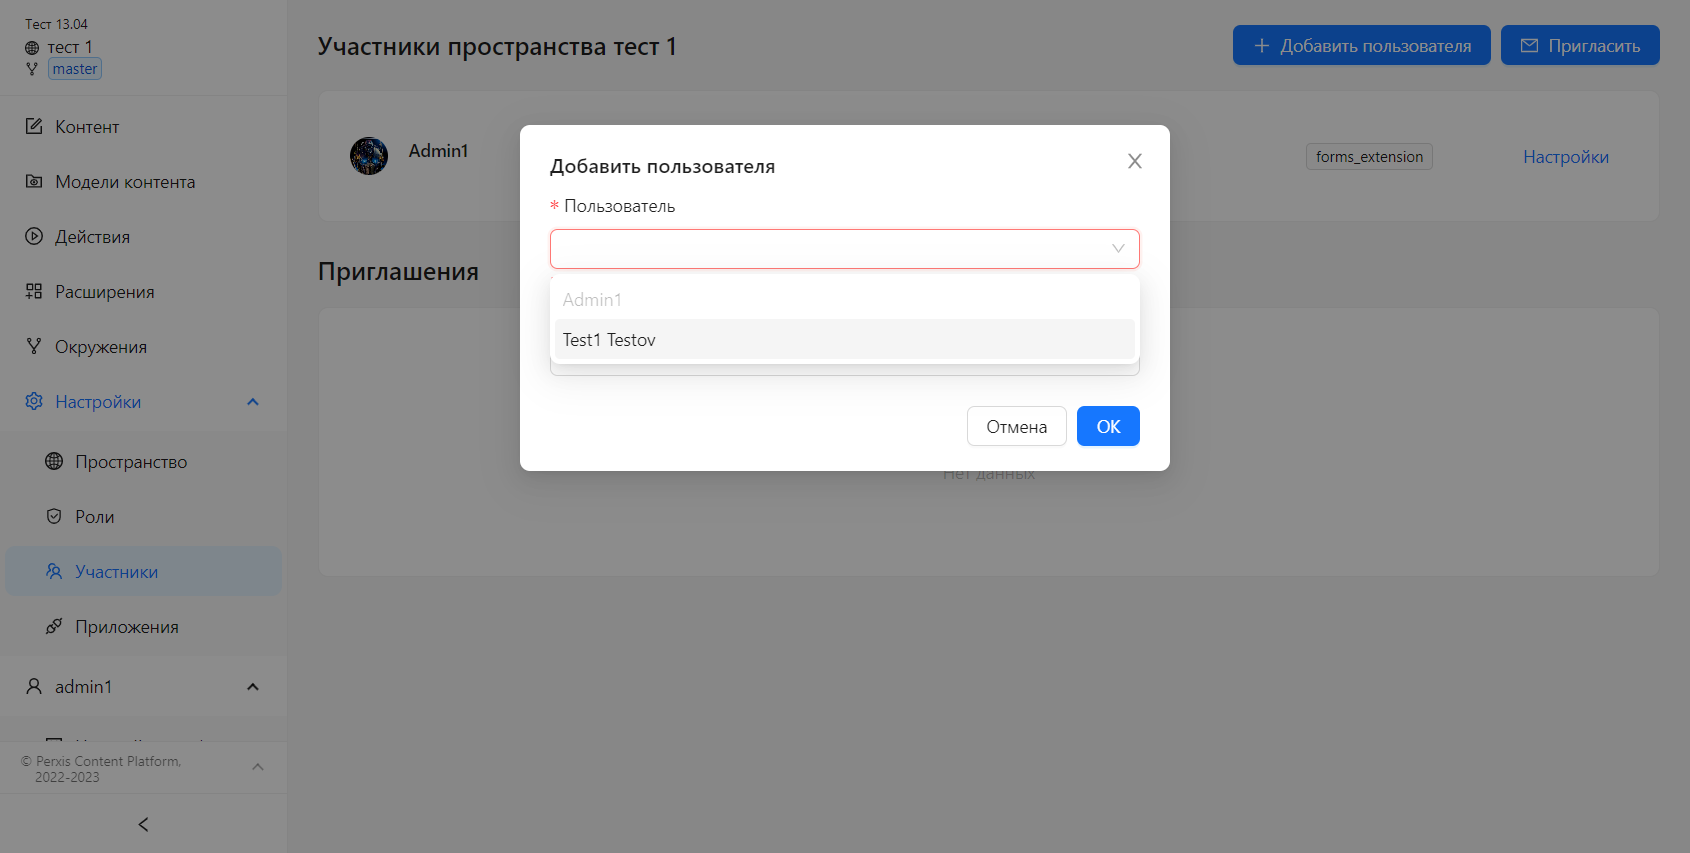 Тест 13.04
тест 1
master
Контент
Модели контента
Действия
Расширения
Окружения
Настройки
Пространство
Роли
Участники
Приложения
admin1
© Perxis Content Platform,
2022-2023
Участники пространства тест 1
Добавить пользователя
Пригласить
Admin1
forms_extension
Настройки
Приглашения
Нет данных
Добавить пользователя
* Пользователь
Admin1
Test1 Testov
Отмена
OK